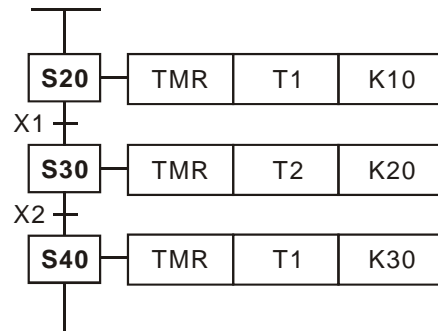 S20 TMR T1 K10
X1
S30 TMR T2 K20
X2
S40 TMR T1 K30